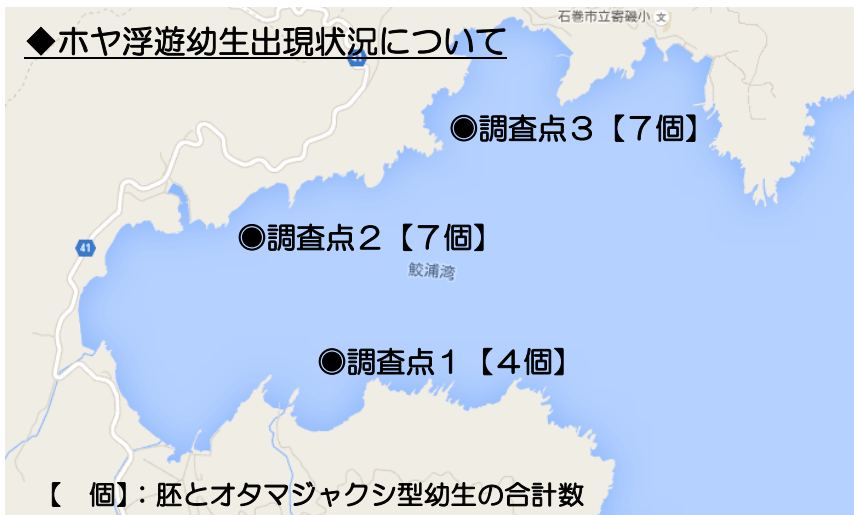 石巻市立寄磯小
◆ホヤ浮遊幼生出現状況について
41
◉調査点３【７個】
◉調査点２【７個】
41
鮫浦湾
◉調査点１【４個】
【　個】：胚とオタマジャクシ型幼生の合計数